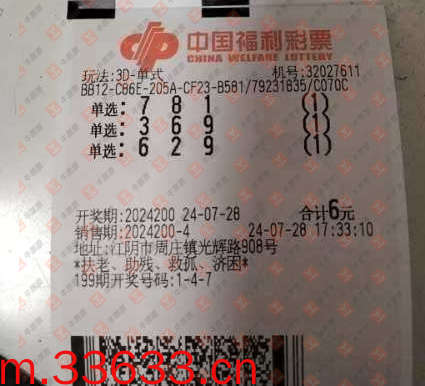 中国福利彩票
CHINA WELFARE LOTTERY
玩法:3D-单式 机号:32027611
BB12-C86E-205A-CF23-B581/79231835/C070C
单选: 7 8 1 (1)
单选: 3 6 9 (1)
单选: 6 2 9 (1)
开奖期:2024200 24-07-28 合计6元
销售期:2024200-4 24-07-28 17:33:10
地址:江阴市周庄镇光辉路908号
*扶老、助残、救孤、济困*
199期开奖号码:1-4-7
m.33633.cn